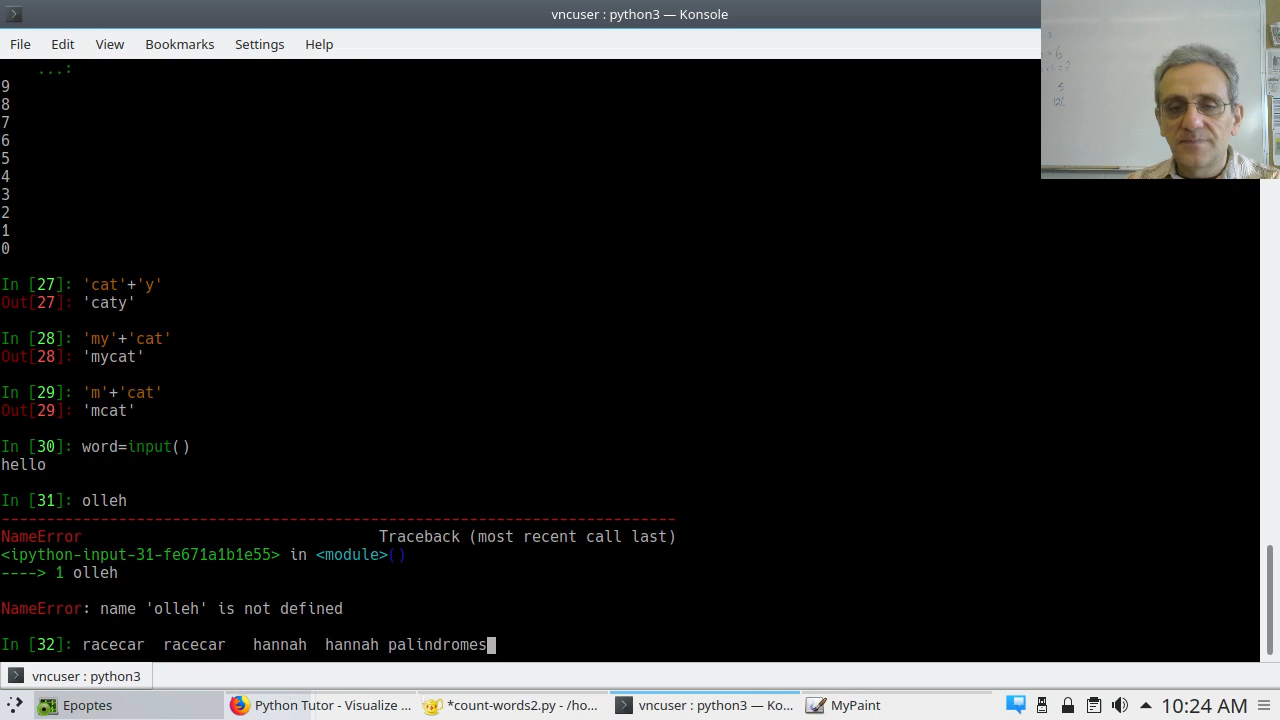 vncuser : python3 — Konsole
File Edit View Bookmarks Settings Help
...:
9
8
7
6
5
4
3
2
1
0
In [27]: 'cat'+'y'
Out[27]: 'caty'
In [28]: 'my'+'cat'
Out[28]: 'mycat'
In [29]: 'm'+'cat'
Out[29]: 'mcat'
In [30]: word=input()
hello
In [31]: olleh
---------------------------------------------------------------------------
NameError Traceback (most recent call last)
<ipython-input-31-fe671a1b1e55> in <module>()
----> 1 olleh
NameError: name 'olleh' is not defined
In [32]: racecar racecar hannah hannah palindromes
vncuser : python3
Epoptes Python Tutor - Visualize ... *count-words2.py — no... vncuser : python3 — Ko... MyPaint 10:24 AM